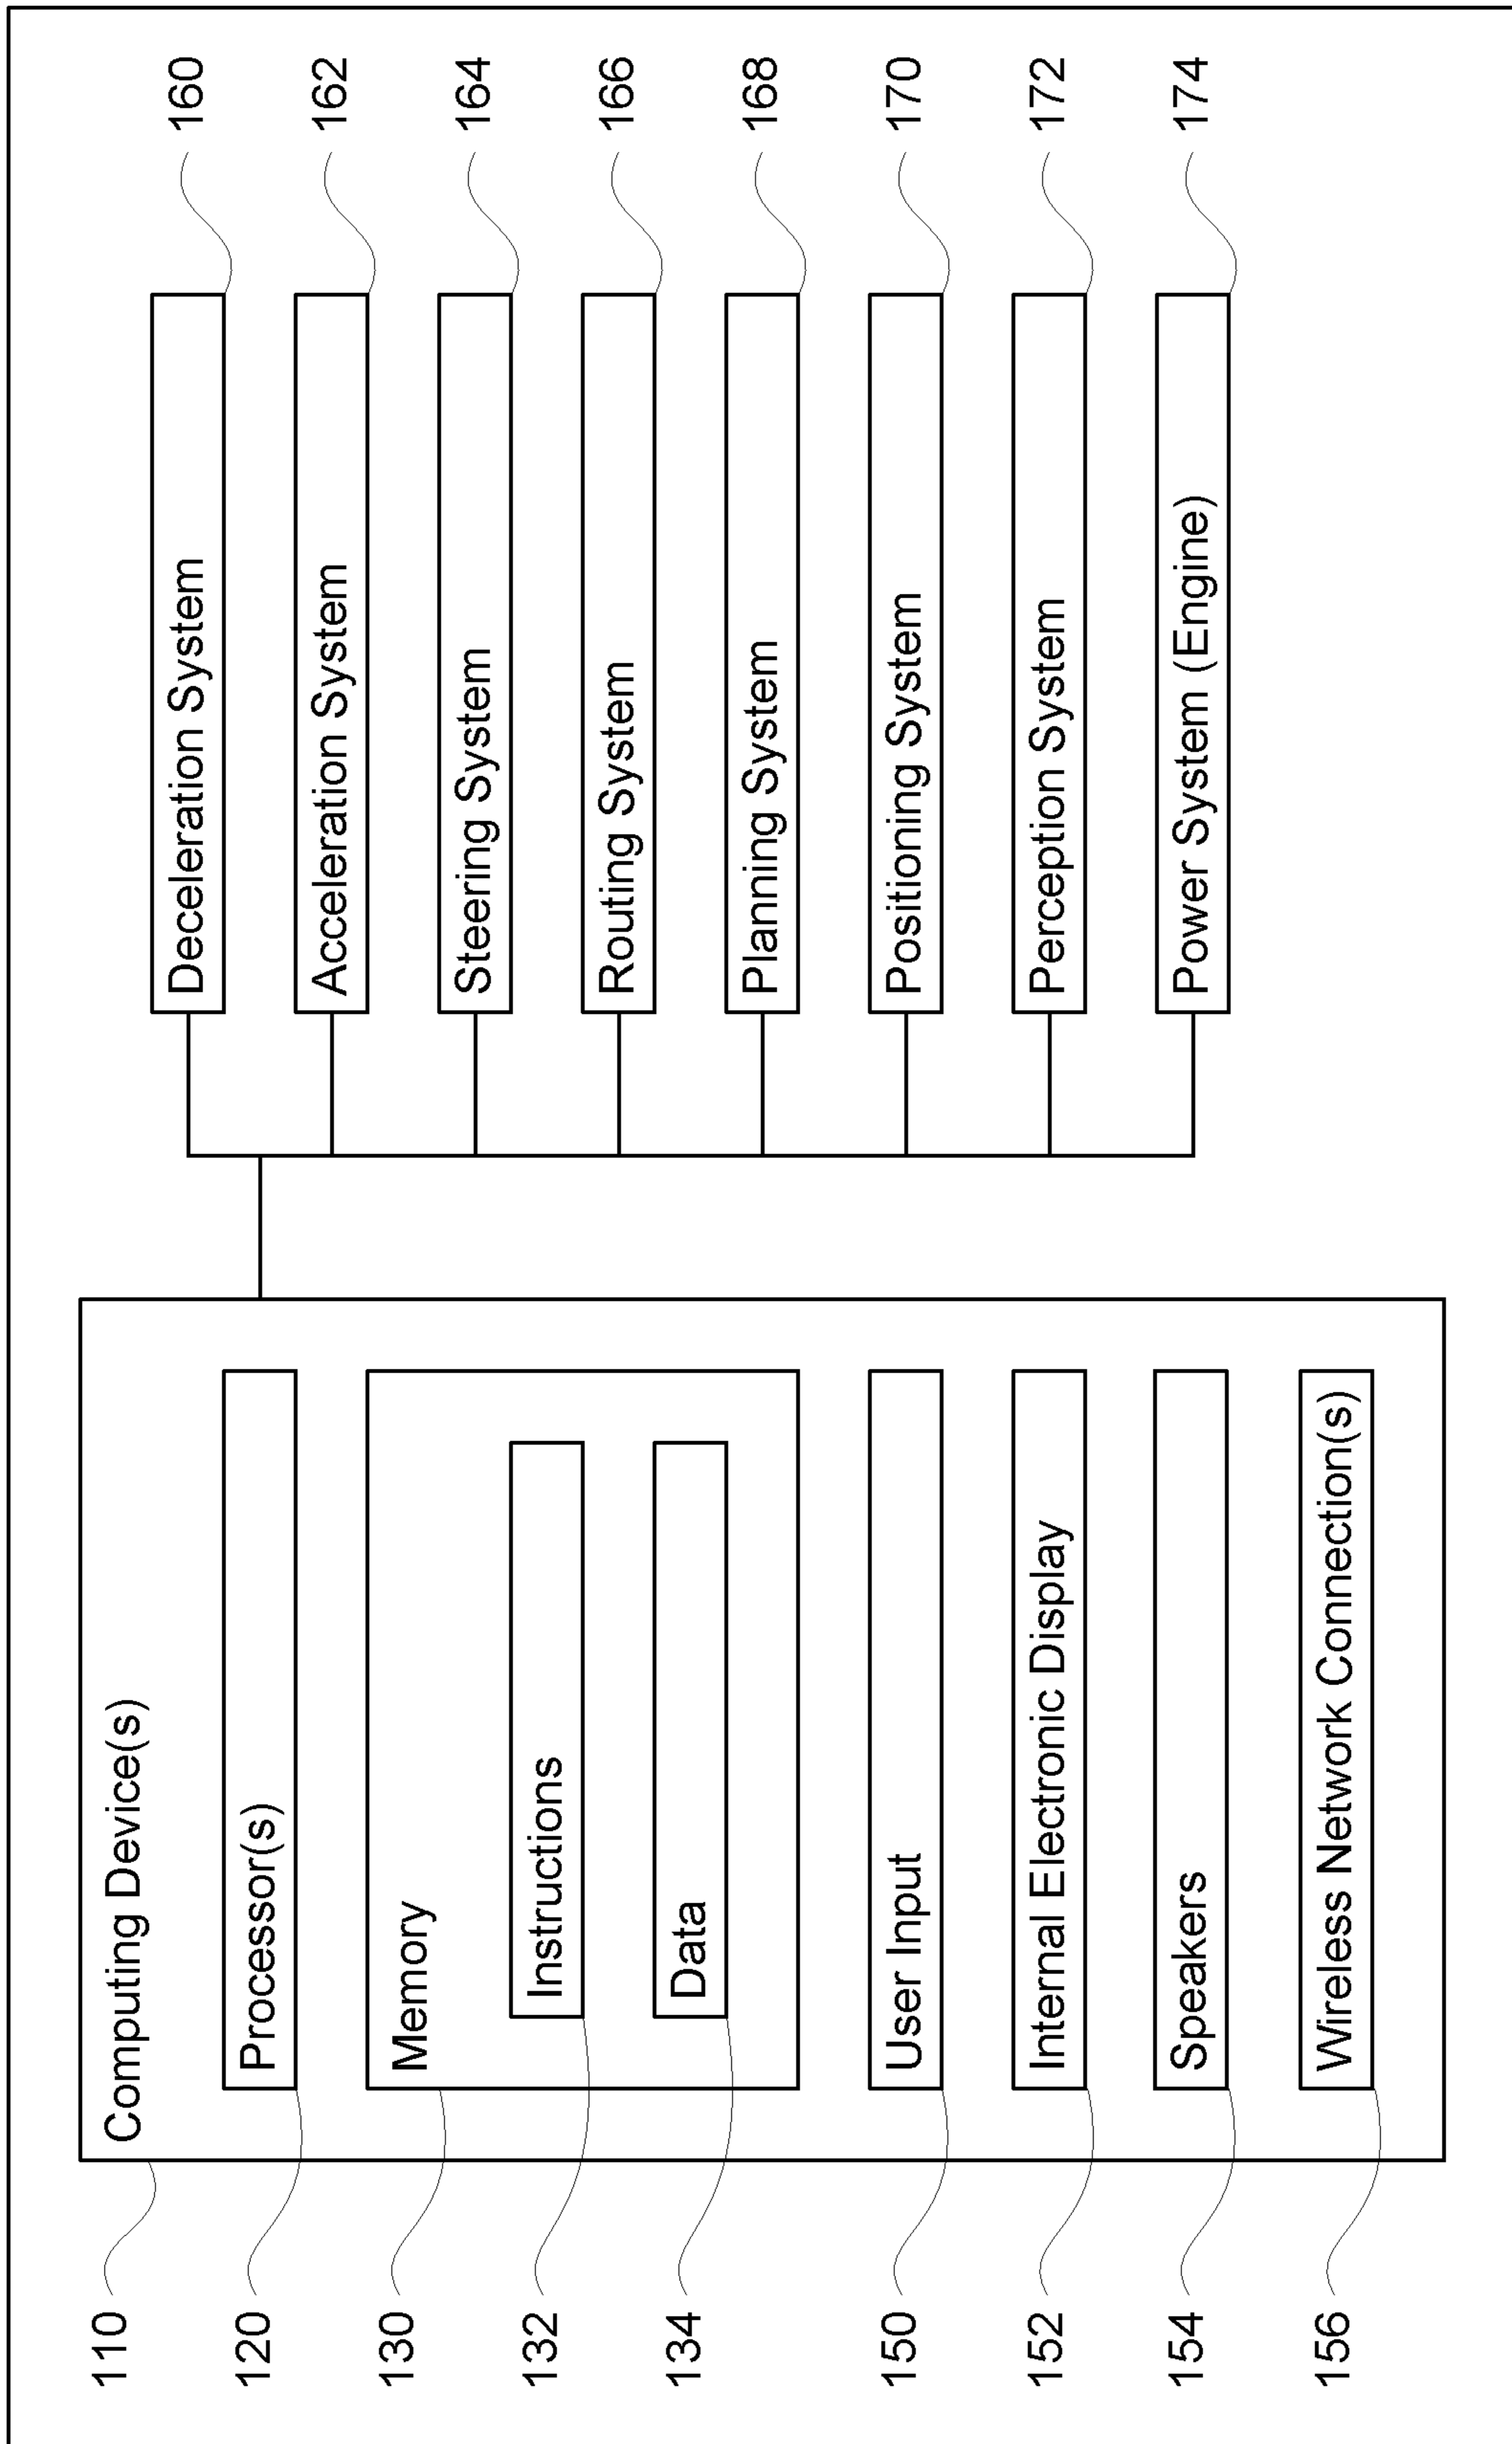 110
Computing Device(s)
120
Processor(s)
130
Memory
132
Instructions
134
Data
150
User Input
152
Internal Electronic Display
154
Speakers
156
Wireless Network Connection(s)
Deceleration System
160
Acceleration System
162
Steering System
164
Routing System
166
Planning System
168
Positioning System
170
Perception System
172
Power System (Engine)
174